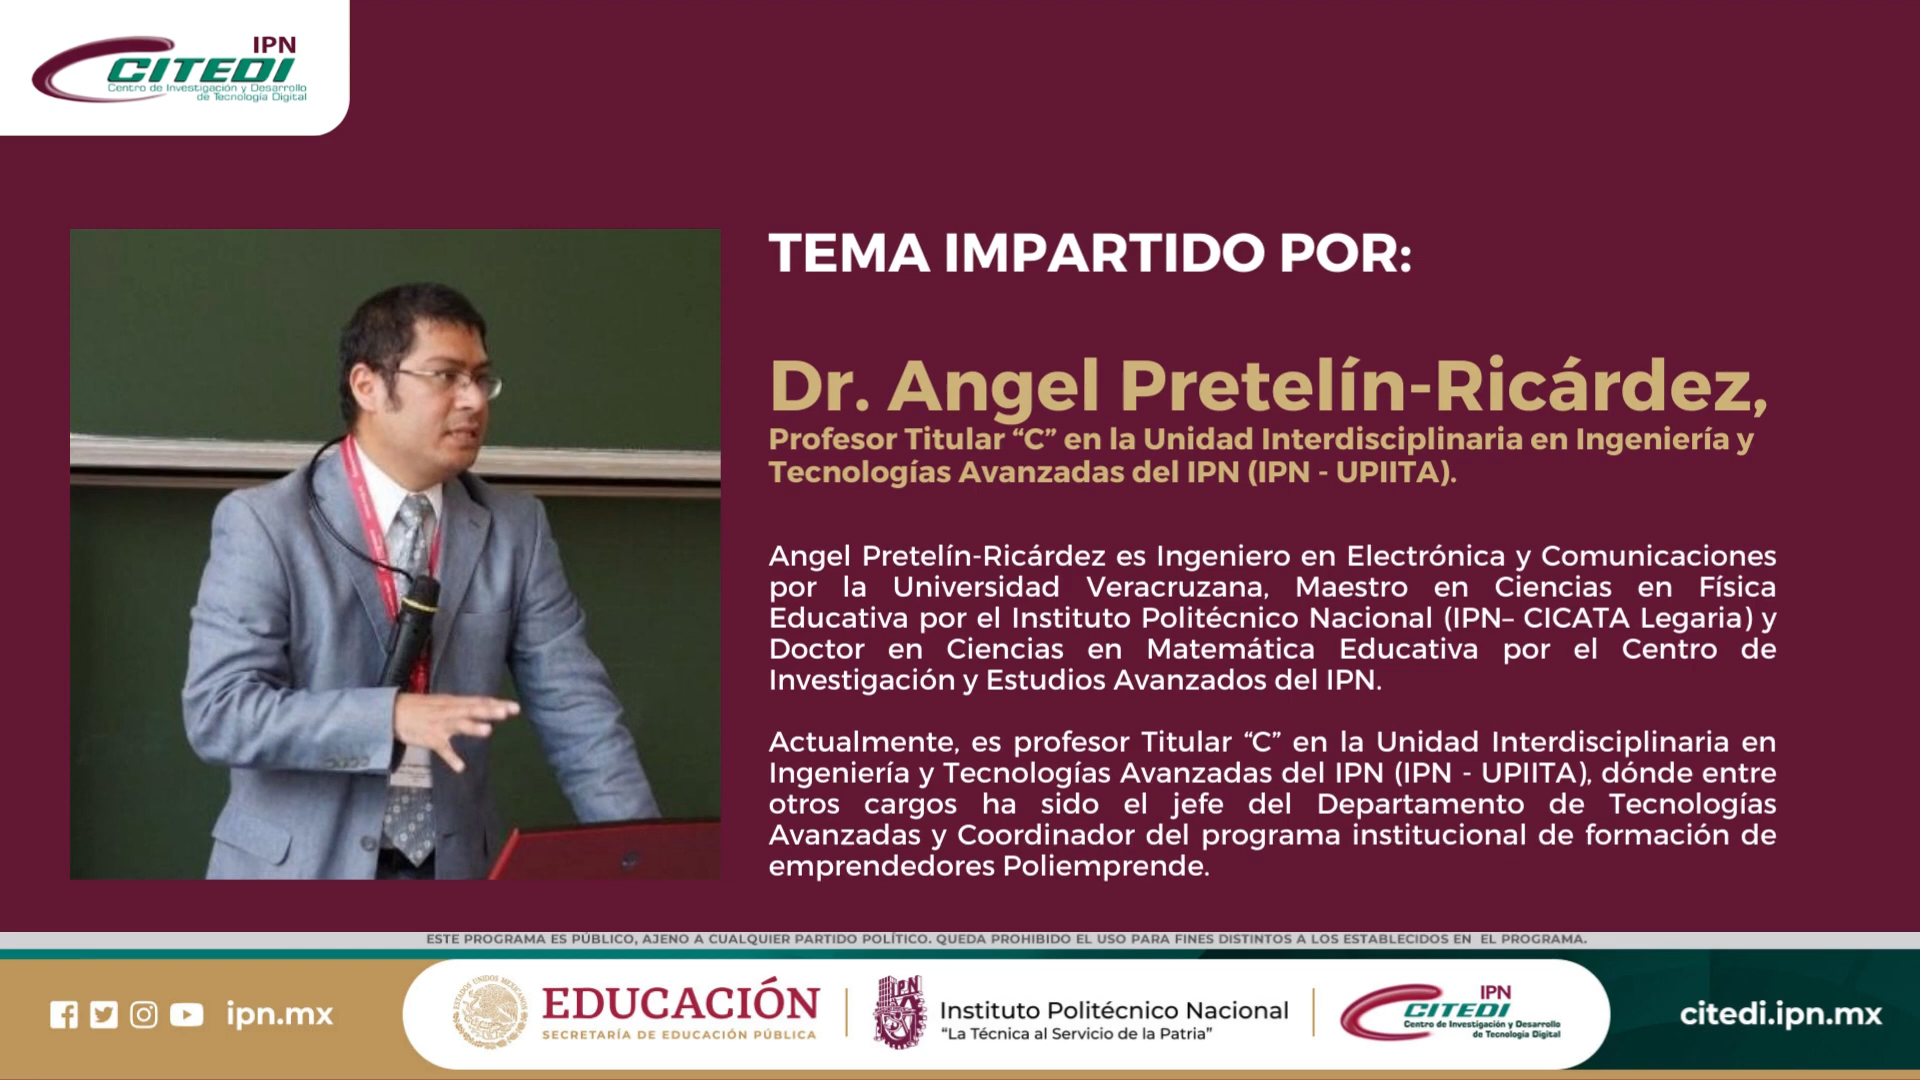 IPN
CITEDI
Centro de Investigación y Desarrollo
de Tecnología Digital
TEMA IMPARTIDO POR:
Dr. Angel Pretelín-Ricárdez,
Profesor Titular “C” en la Unidad Interdisciplinaria en Ingeniería y
Tecnologías Avanzadas del IPN (IPN - UPIITA).
Angel Pretelín-Ricárdez es Ingeniero en Electrónica y Comunicaciones
por la Universidad Veracruzana, Maestro en Ciencias en Física
Educativa por el Instituto Politécnico Nacional (IPN– CICATA Legaria) y
Doctor en Ciencias en Matemática Educativa por el Centro de
Investigación y Estudios Avanzados del IPN.
Actualmente, es profesor Titular “C” en la Unidad Interdisciplinaria en
Ingeniería y Tecnologías Avanzadas del IPN (IPN - UPIITA), dónde entre
otros cargos ha sido el jefe del Departamento de Tecnologías
Avanzadas y Coordinador del programa institucional de formación de
emprendedores Poliemprende.
ESTE PROGRAMA ES PÚBLICO, AJENO A CUALQUIER PARTIDO POLÍTICO. QUEDA PROHIBIDO EL USO PARA FINES DISTINTOS A LOS ESTABLECIDOS EN EL PROGRAMA.
ipn.mx
ESTADOS UNIDOS MEXICANOS
EDUCACIÓN
SECRETARÍA DE EDUCACIÓN PÚBLICA
IPN
Instituto Politécnico Nacional
“La Técnica al Servicio de la Patria”
IPN
CITEDI
Centro de Investigación y Desarrollo
de Tecnología Digital
citedi.ipn.mx